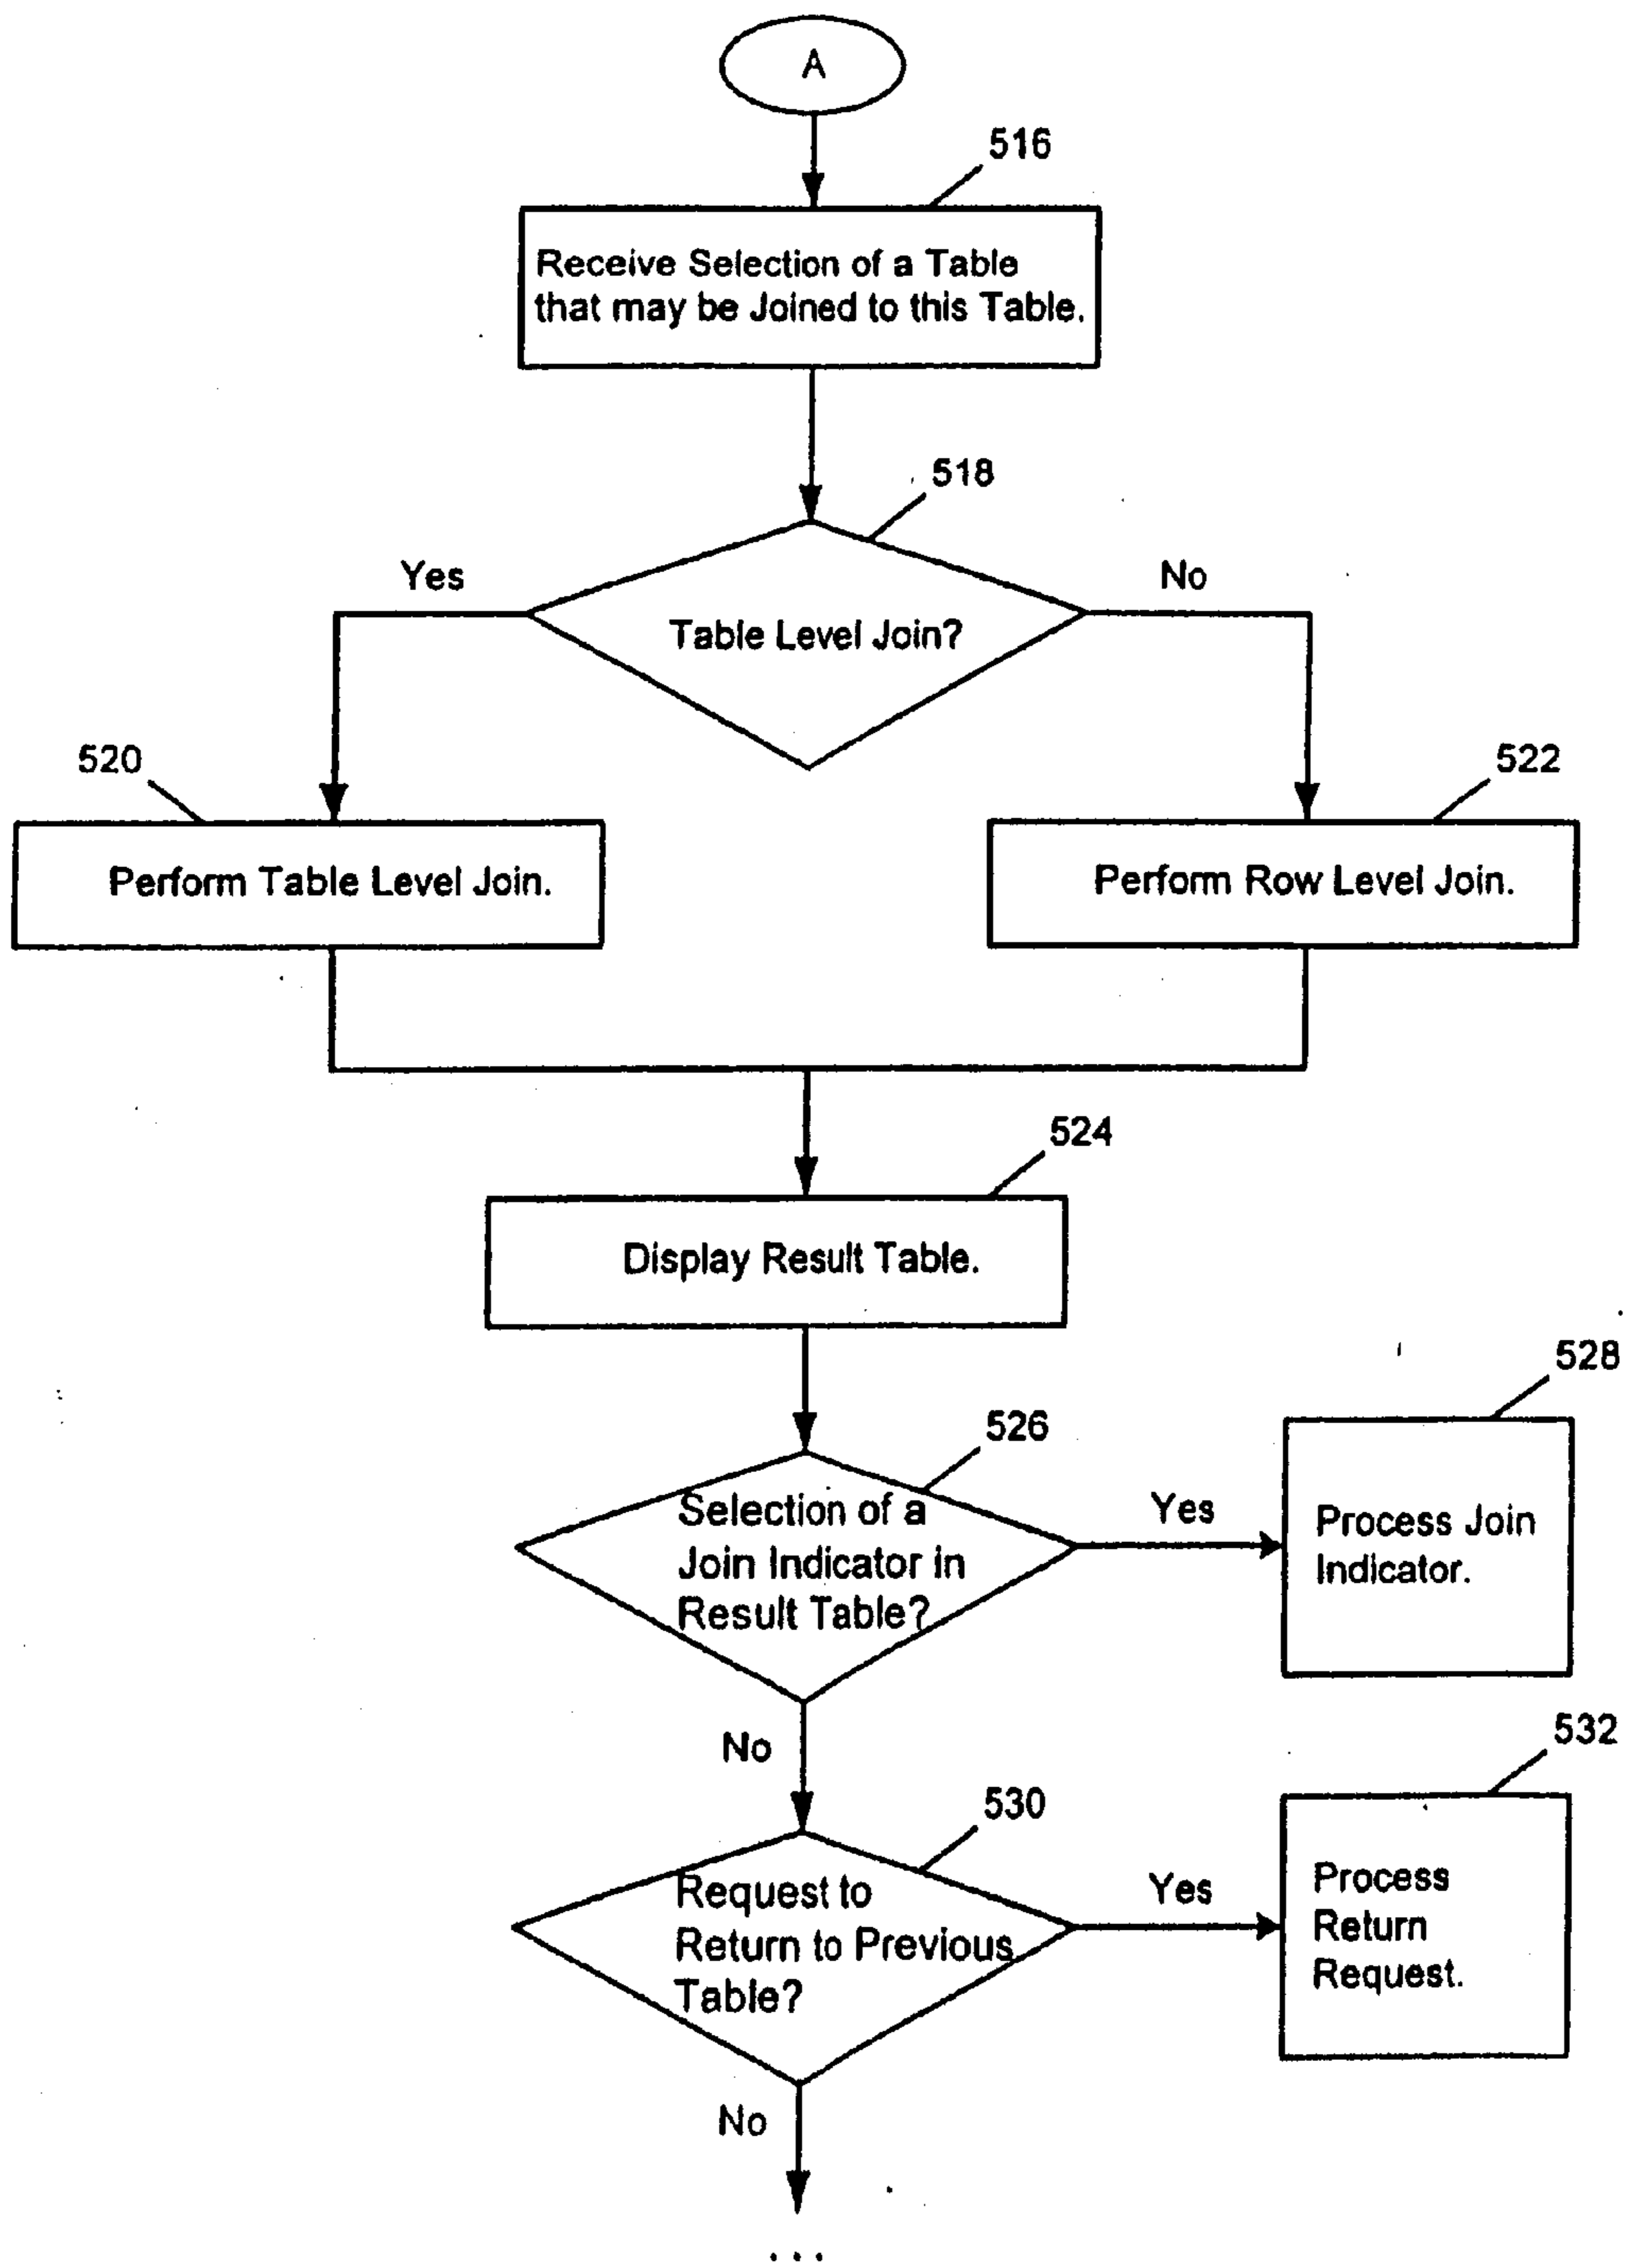 A
516
Receive Selection of a Table
that may be Joined to this Table.
518
Yes
No
Table Level Join?
520
522
Perform Table Level Join.
Perform Row Level Join.
524
Display Result Table.
528
526
Selection of a
Join Indicator in
Result Table?
Yes
Process Join
Indicator.
No
532
530
Request to
Return to Previous
Table?
Yes
Process
Return
Request.
No
...